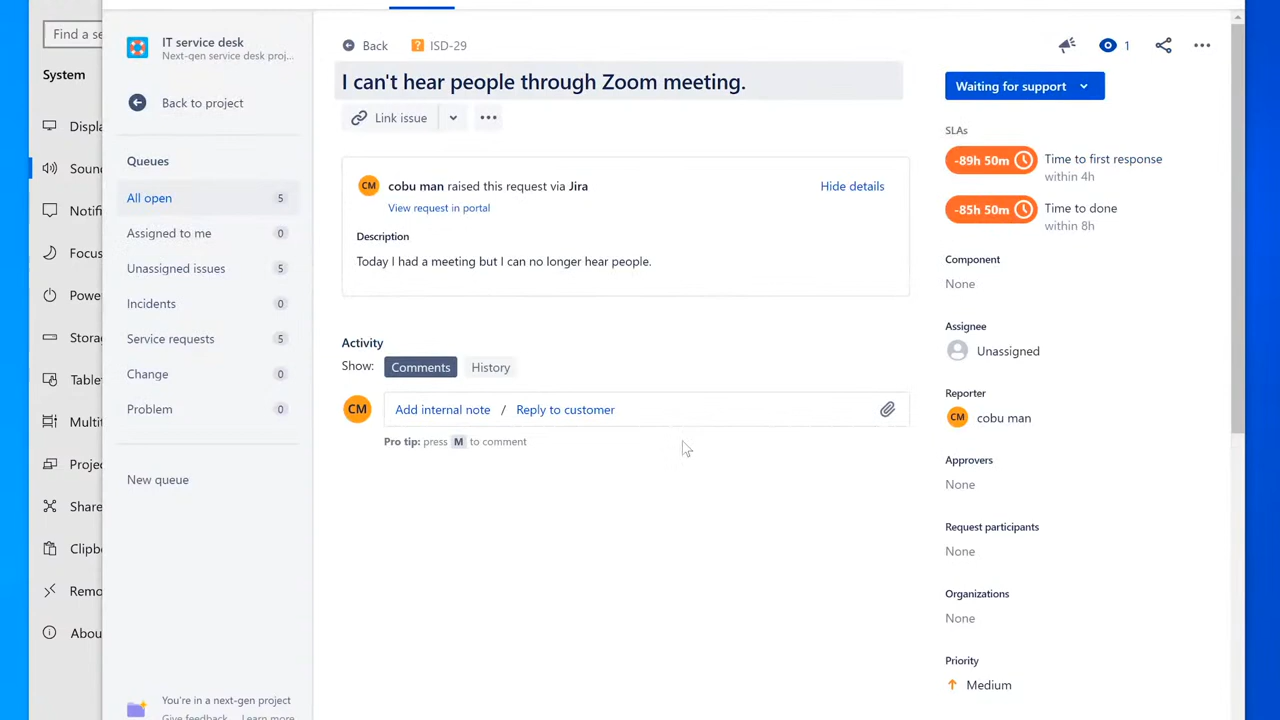 Find a se
System
Displ
Soun
Notifi
Focus
Powe
Storag
Table
Multi
Proje
Share
Clipb
Remo
Abou
IT service desk
Next-gen service desk proj...
Back to project
Queues
All open 5
Assigned to me 0
Unassigned issues 5
Incidents 0
Service requests 5
Change 0
Problem 0
New queue
You're in a next-gen project
Give feedback Learn more
Back ISD-29
I can't hear people through Zoom meeting.
Link issue
CM cobu man raised this request via Jira Hide details
View request in portal
Description
Today I had a meeting but I can no longer hear people.
Activity
Show: Comments History
CM Add internal note / Reply to customer
Pro tip: press M to comment
1
Waiting for support
SLAs
-89h 50m Time to first response
within 4h
-85h 50m Time to done
within 8h
Component
None
Assignee
Unassigned
Reporter
CM cobu man
Approvers
None
Request participants
None
Organizations
None
Priority
Medium